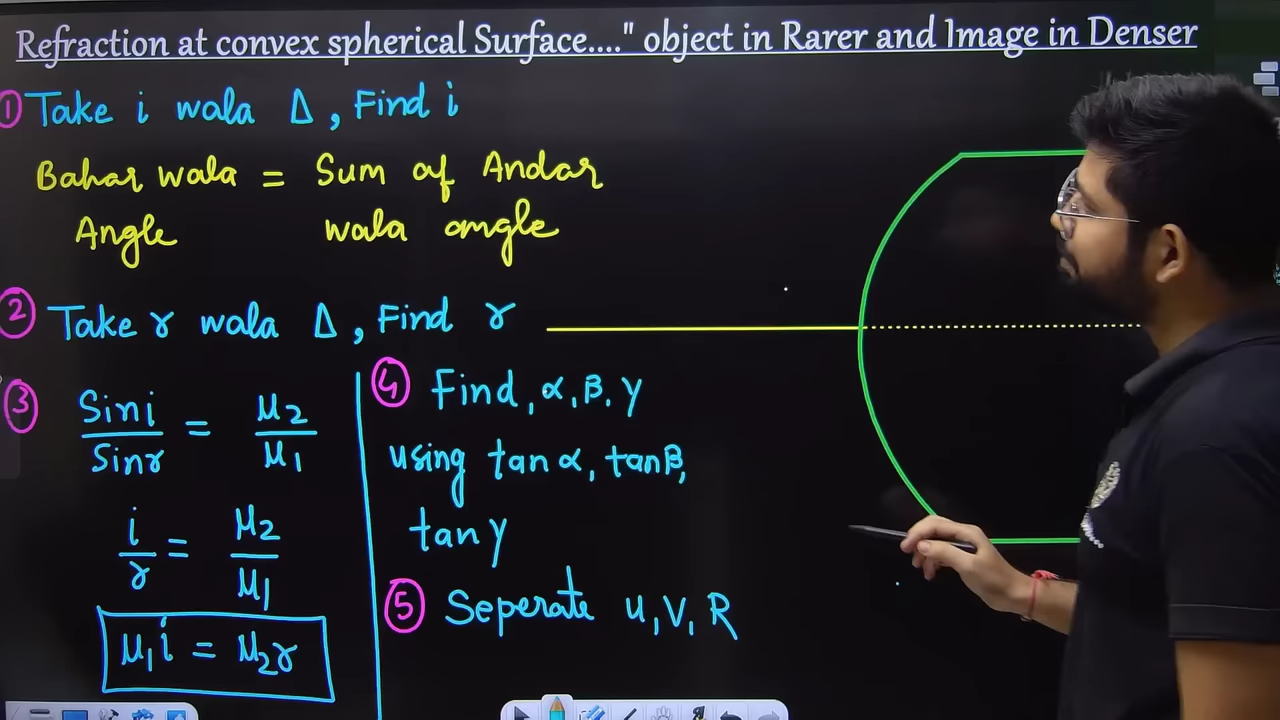 Refraction at convex spherical Surface...." object in Rarer and Image in Denser
① Take i wala Δ, Find i
Bahar wala = Sum of Andar
Angle wala angle
② Take r wala Δ, Find r
③ Sini/Sinr = μ2/μ1
i/r = μ2/μ1
μ1i = μ2r
④ Find, α, β, γ
using tanα, tanβ,
tanγ
⑤ Seperate u, V, R